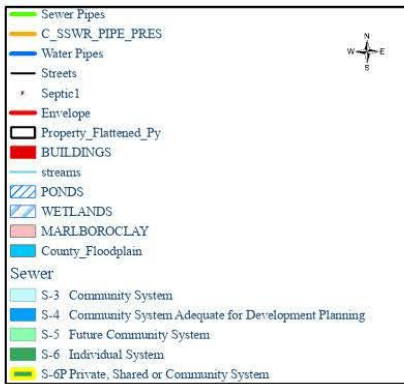 Sewer Pipes
C_SSWR_PIPE_PRES
Water Pipes
Streets
Septic1
Envelope
Property_Flattened_Py
BUILDINGS
streams
PONDS
WETLANDS
MARLBOROCLAY
County_Floodplain
Sewer
S-3 Community System
S-4 Community System Adequate for Development Planning
S-5 Future Community System
S-6 Individual System
S-6P Private, Shared or Community System
N
W E
S